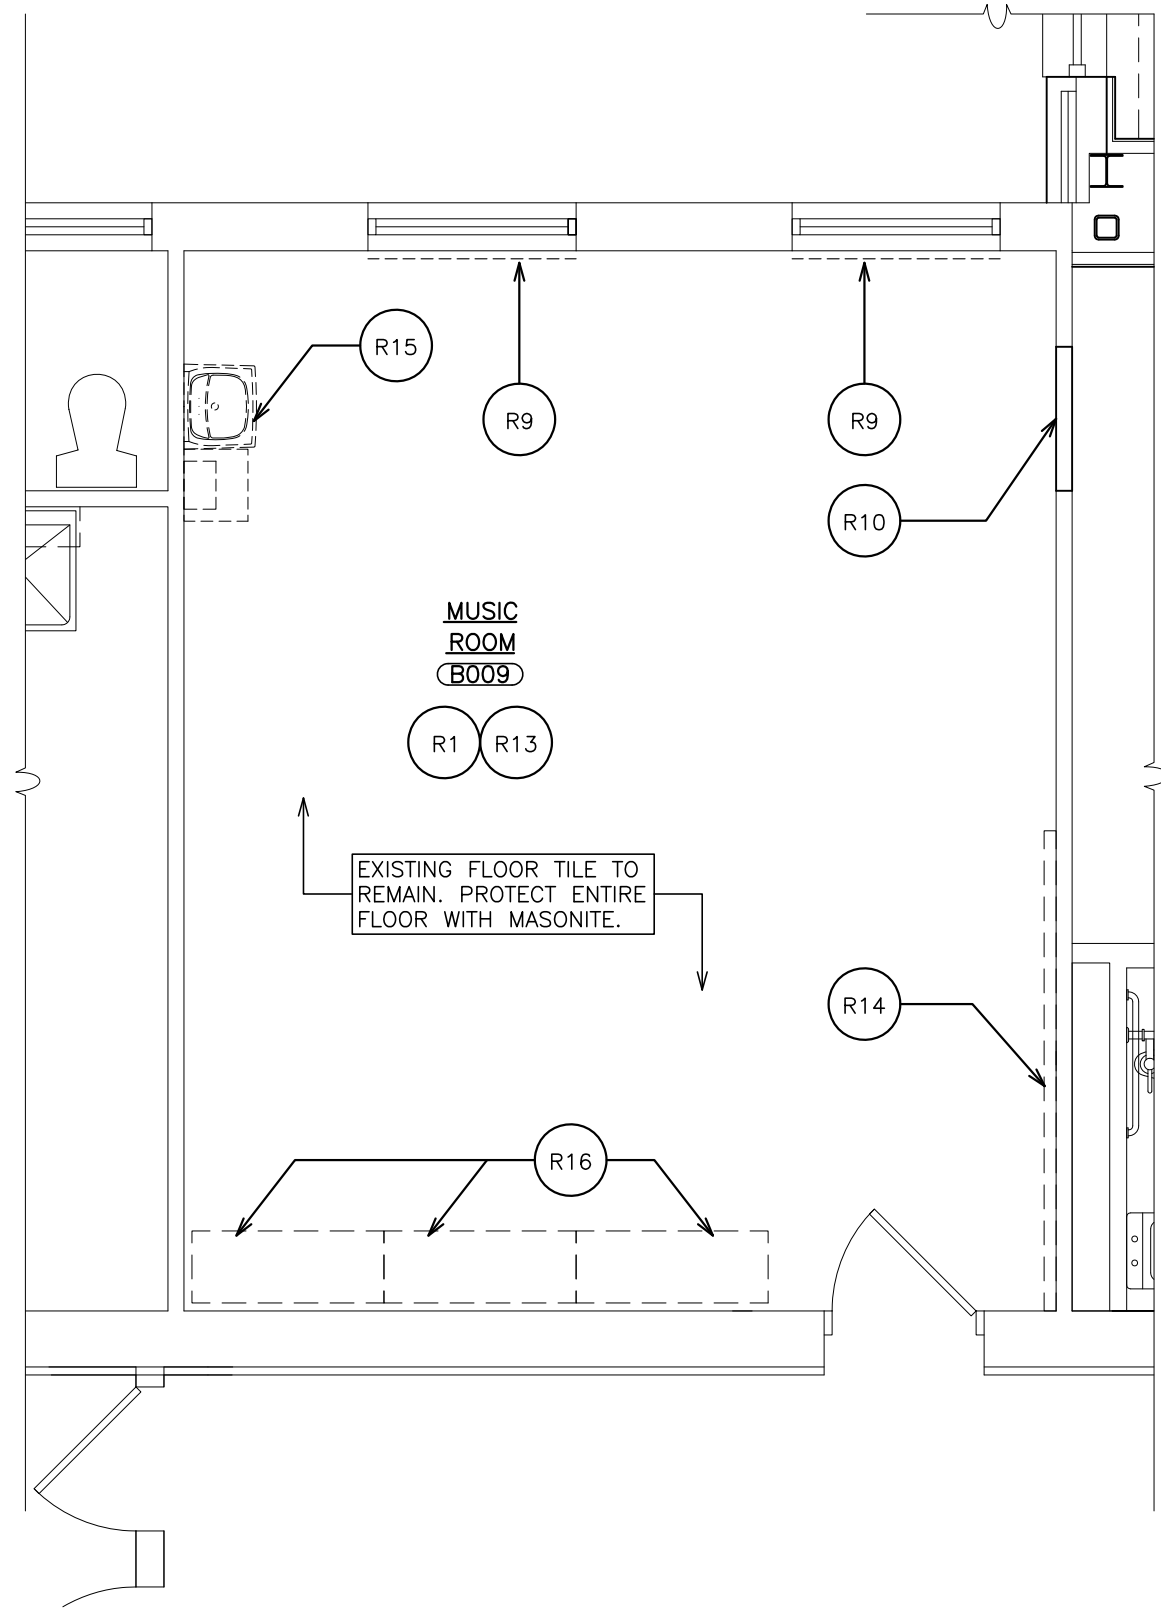 R15
R9
R9
R10
MUSIC
ROOM
B009
R1
R13
EXISTING FLOOR TILE TO
REMAIN. PROTECT ENTIRE
FLOOR WITH MASONITE.
R14
R16